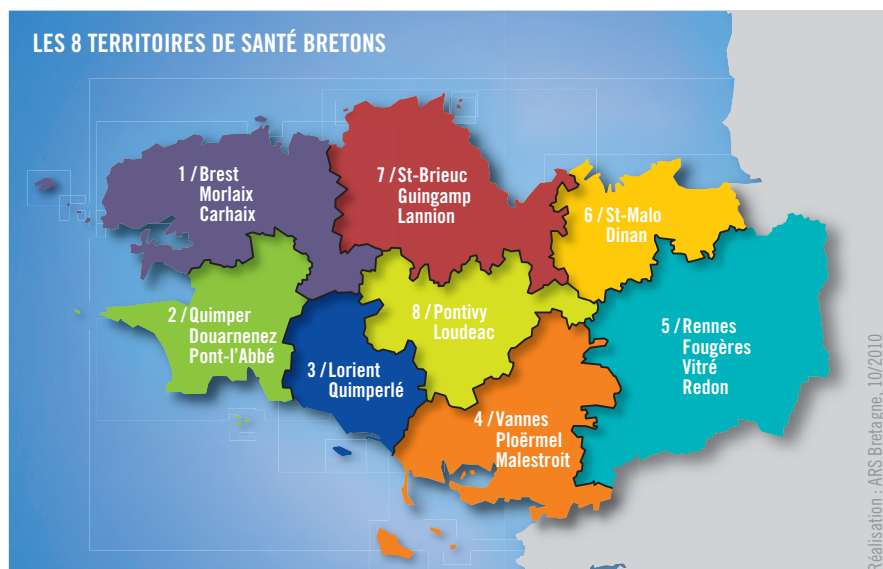 LES 8 TERRITOIRES DE SANTÉ BRETONS
1 / Brest
Morlaix
Carhaix
7 / St-Brieuc
Guingamp
Lannion
6 / St-Malo
Dinan
2 / Quimper
Douarnenez
Pont-l'Abbé
8 / Pontivy
Loudeac
5 / Rennes
Fougères
Vitré
Redon
3 / Lorient
Quimperlé
4 / Vannes
Ploërmel
Malestroit
Réalisation : ARS Bretagne, 10/2010